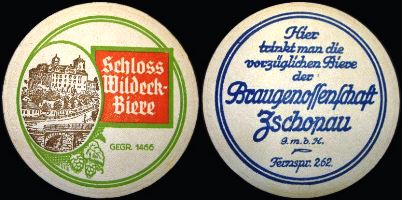 Schloss
Wildeck-
Biere
GEGR. 1466
Hier
trinkt man die
vorzüglichen Biere
der
Braugenossenschaft
Zschopau
G.m.b.H.
Fernspr. 262.